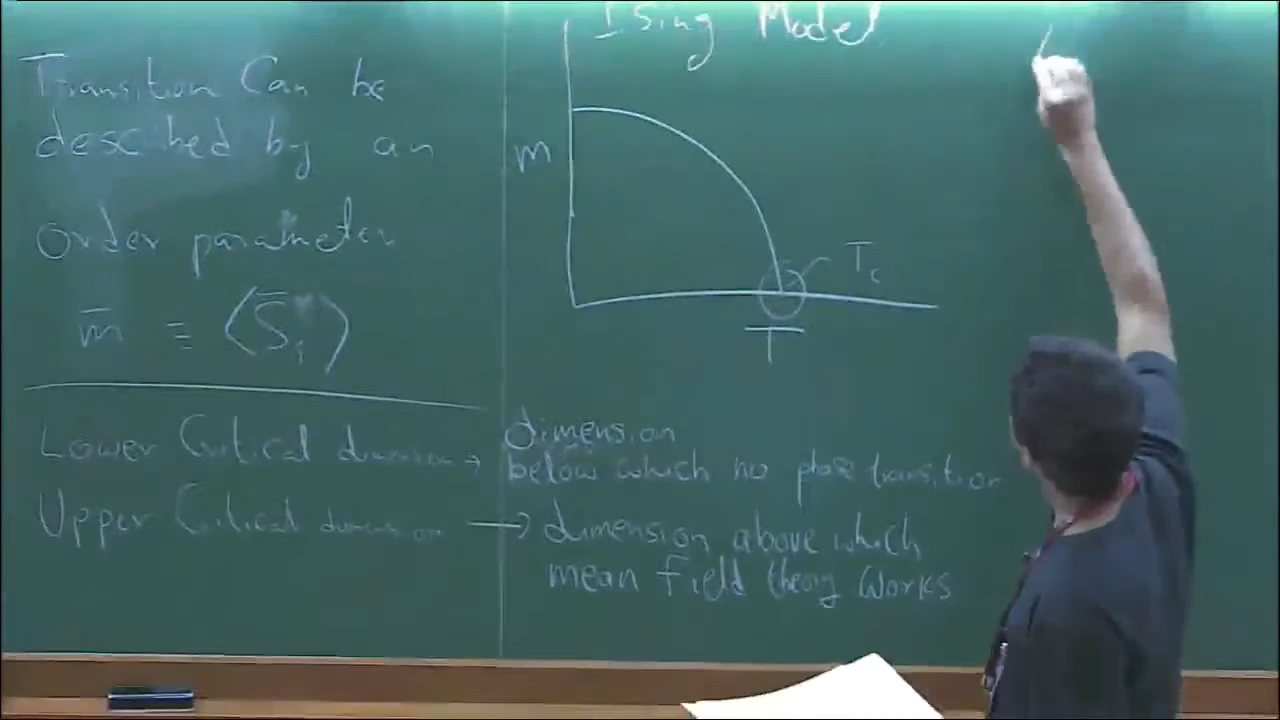 Transition Can be
described by an
order parameter
m̄ ≡ ⟨S̄ᵢ⟩
Lower Critical dimension →
Upper Critical dimension →
Ising Model
m
T_c
T
dimension
below which no phase transition
dimension above which
mean field theory works